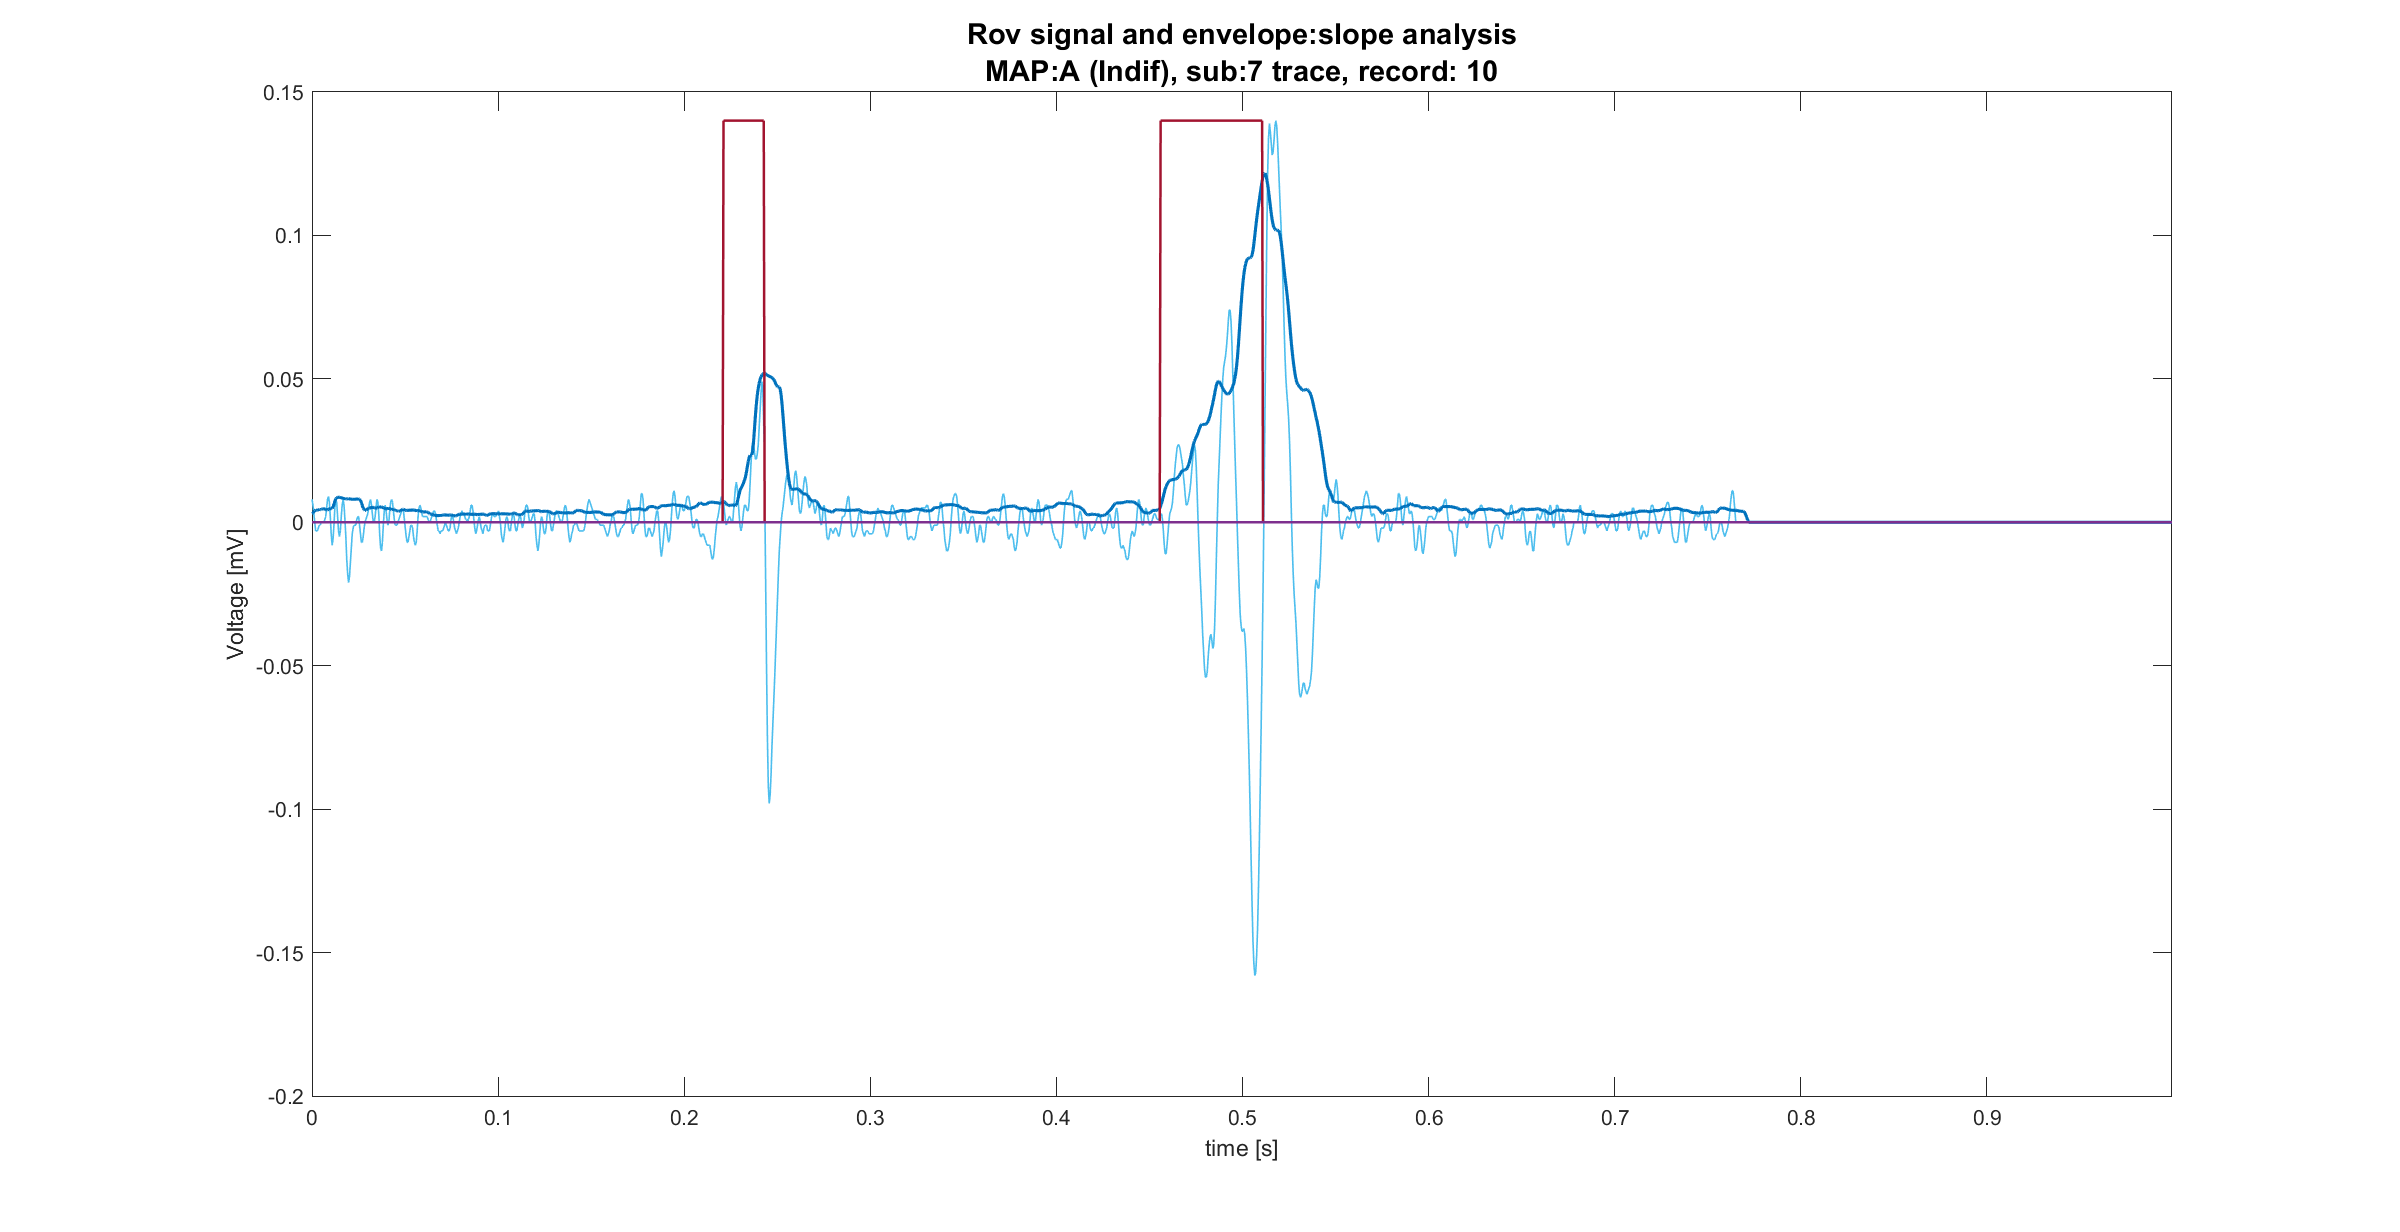 Rov signal and envelope:slope analysis
MAP:A (Indif), sub:7 trace, record: 10
0.15
0.1
0.05
0
-0.05
-0.1
-0.15
-0.2
Voltage [mV]
0 0.1 0.2 0.3 0.4 0.5 0.6 0.7 0.8 0.9
time [s]